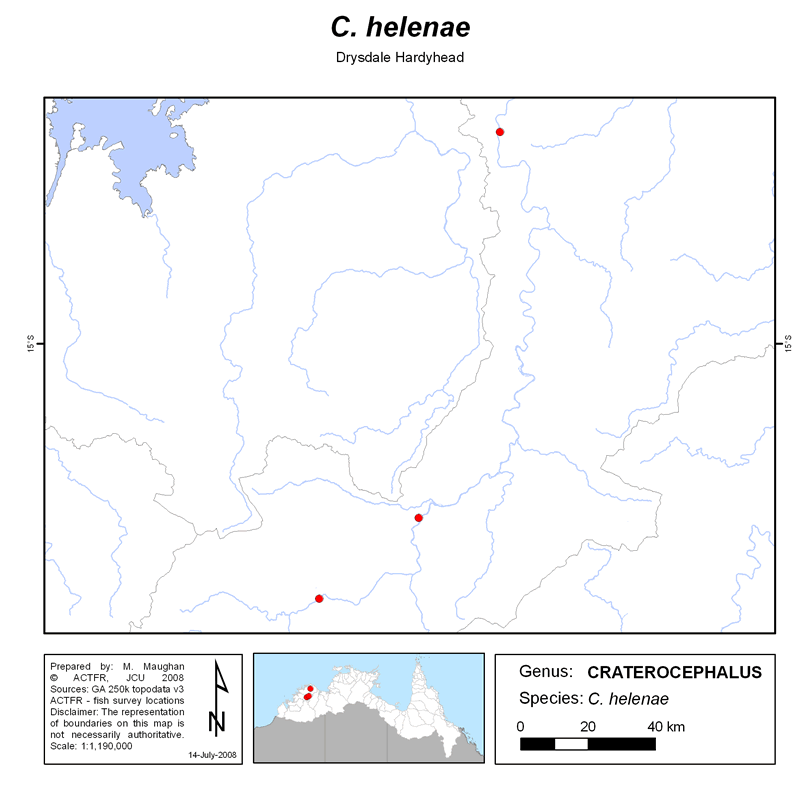 C. helenae
Drysdale Hardyhead
15°S
15°S
Prepared by: M. Maughan
© ACTFR, JCU 2008
Sources: GA 250k topodata v3
ACTFR - fish survey locations
Disclaimer: The representation
of boundaries on this map is
not necessarily authoritative.
Scale: 1:1,190,000
N
14-July-2008
Genus: CRATEROCEPHALUS
Species: C. helenae
0 20 40 km